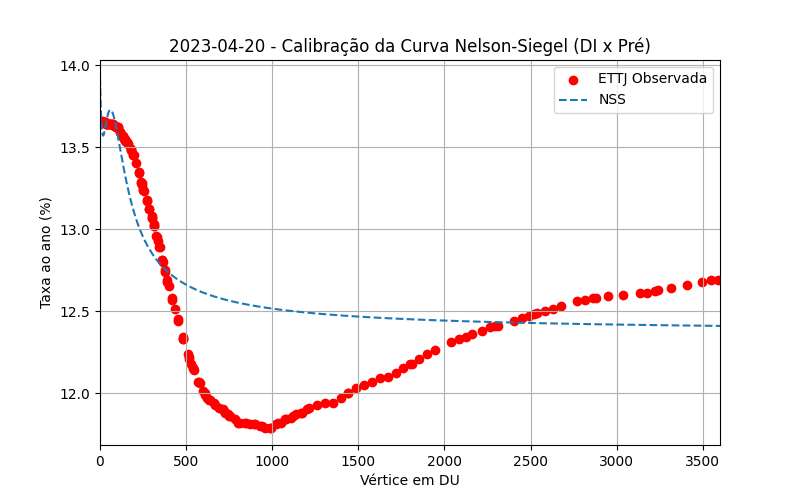 2023-04-20 - Calibração da Curva Nelson-Siegel (DI x Pré)
14.0
13.5
13.0
12.5
12.0
Taxa ao ano (%)
ETTJ Observada
NSS
0 500 1000 1500 2000 2500 3000 3500
Vértice em DU